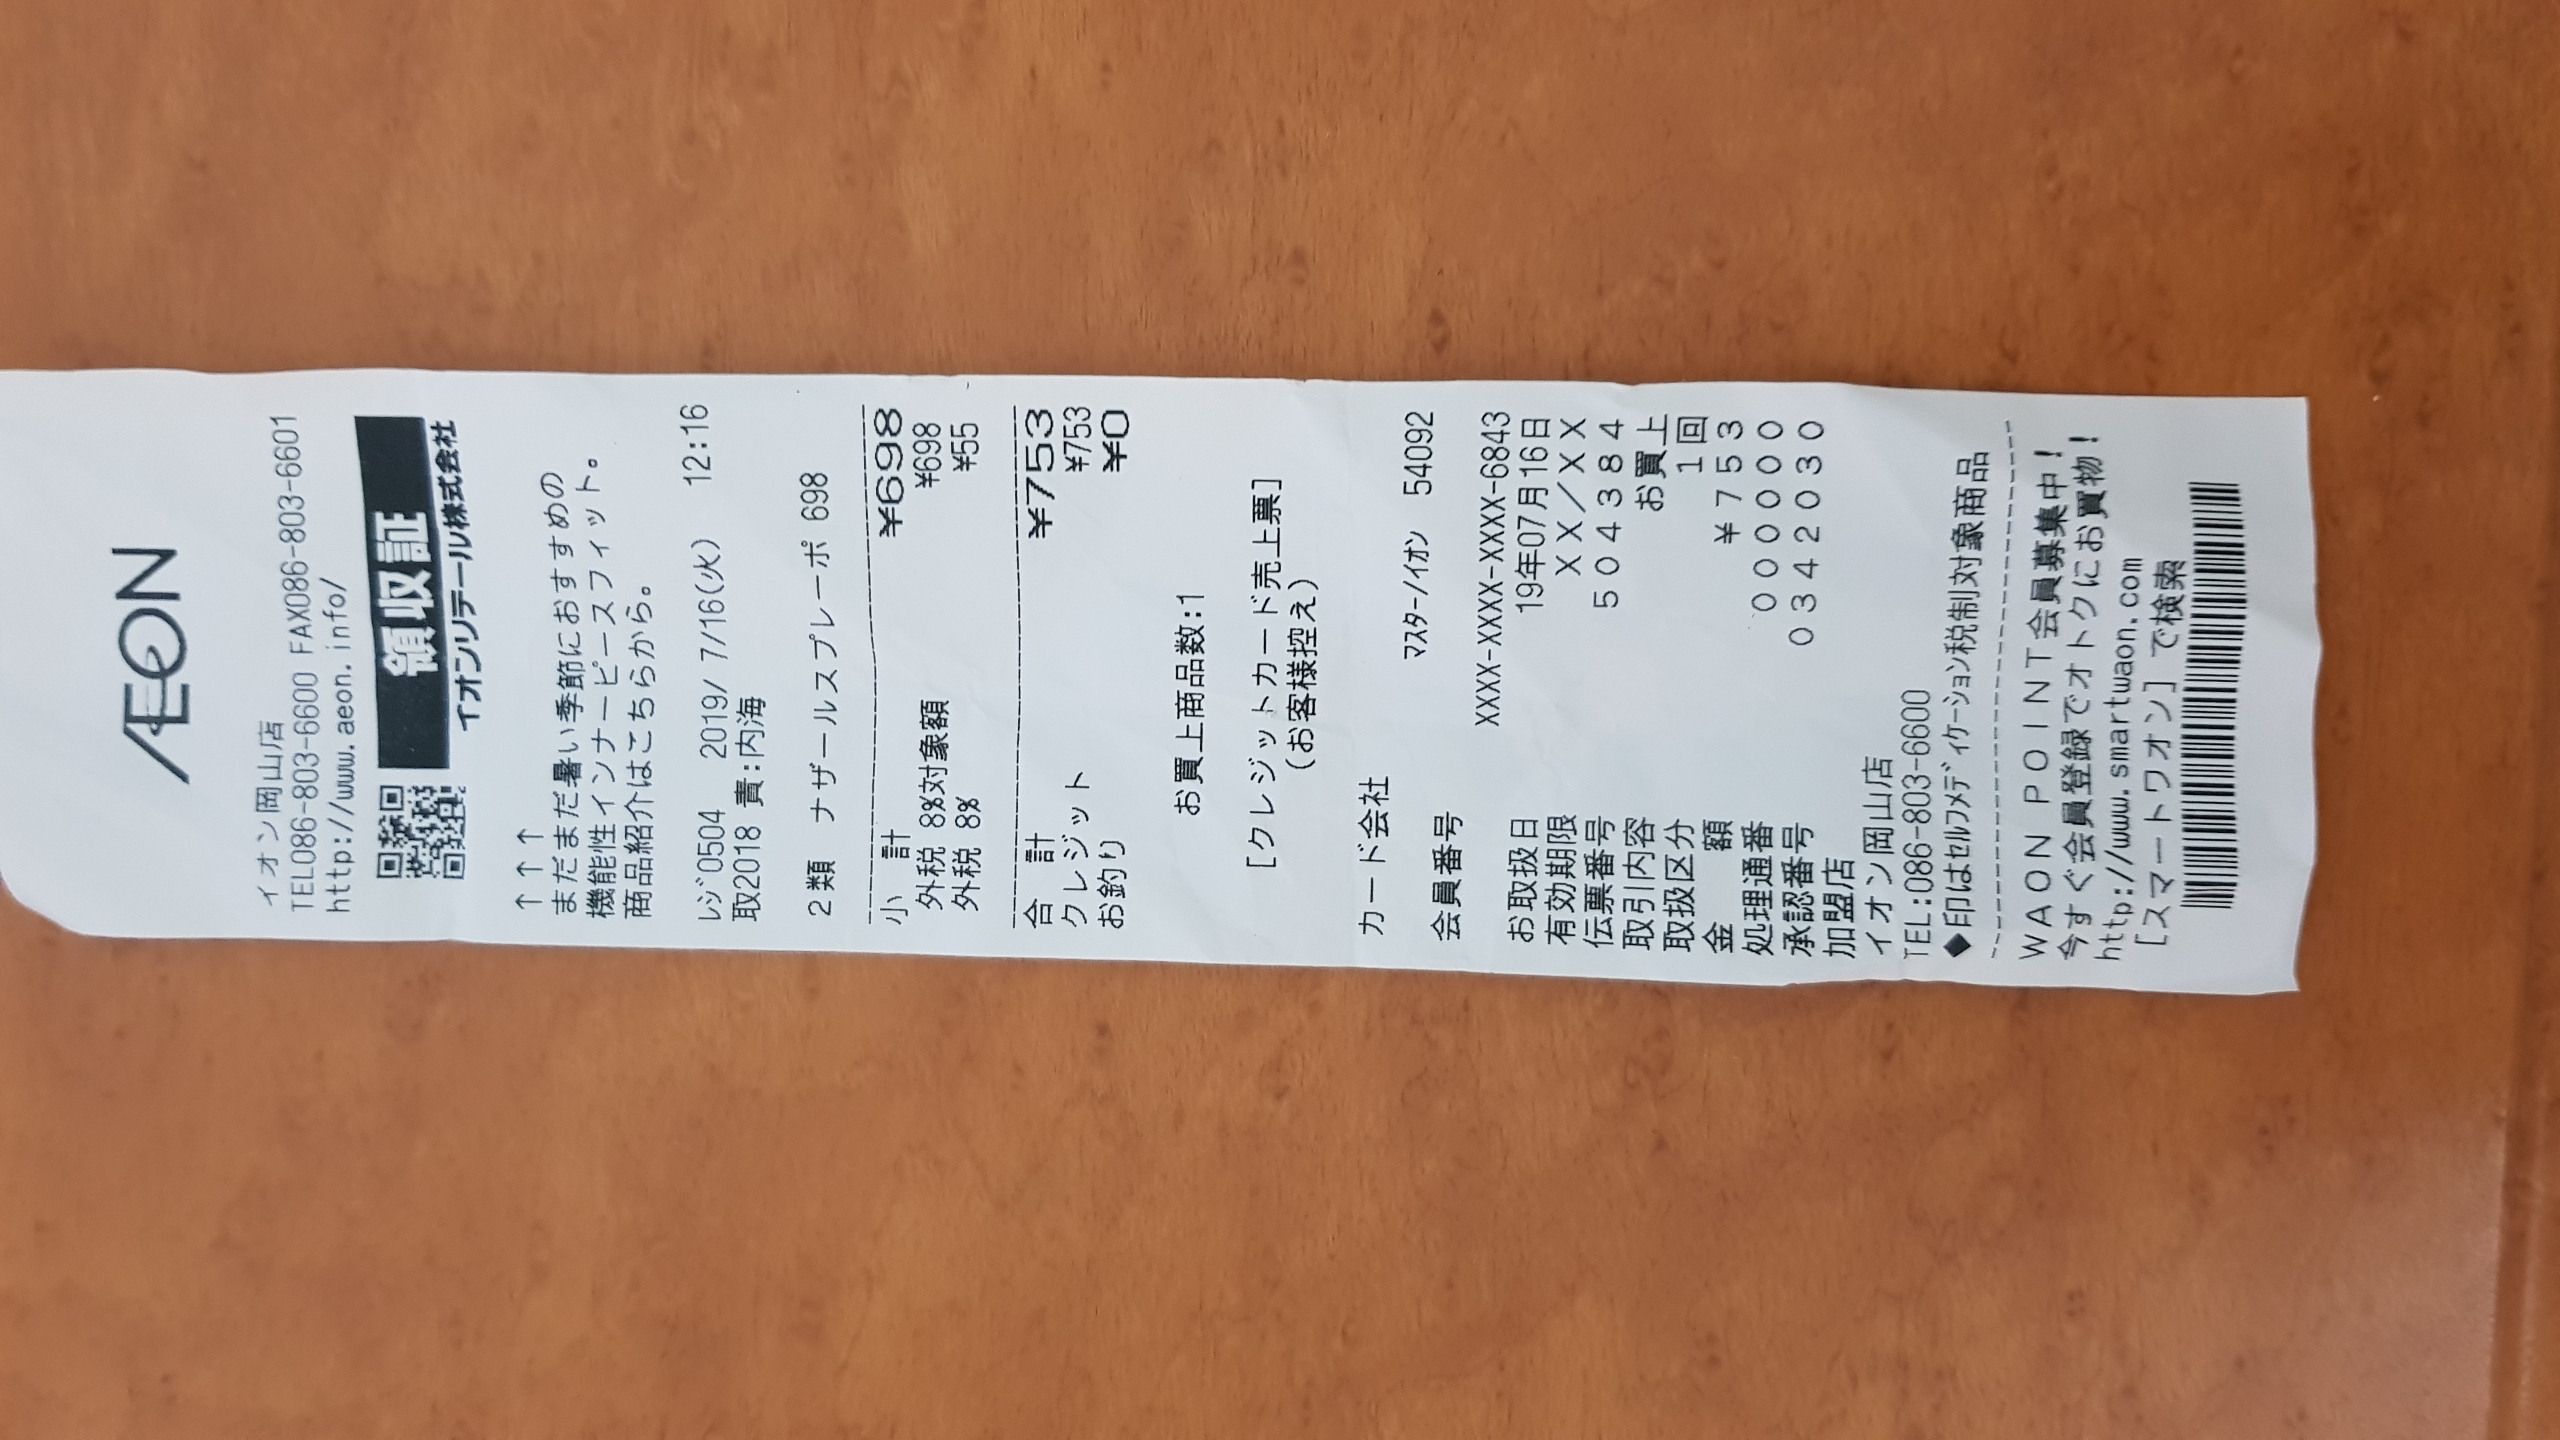 ÆON
イオン岡山店
TEL086-803-6600 FAX086-803-6601
http://www.aeon.info/
領収証
イオンリテール株式会社
↑↑↑
まだまだ暑い季節におすすめの
機能性インナーピースフィット。
商品紹介はこちらから。
ﾚｼﾞ0504 2019/ 7/16(火) 12:16
取2018 責:内海
2類 ナザールスプレーポ 698
小 計 ¥698
外税 8%対象額 ¥698
外税 8% ¥55
合 計 ¥753
クレジット ¥753
お釣り ¥0
お買上商品数:1
[クレジットカード売上票]
(お客様控え)
カード会社
ﾏｽﾀｰ/ｲｵﾝ 54092
会員番号
XXXX-XXXX-XXXX-6843
お取扱日 19年07月16日
有効期限 XX/XX
伝票番号 504384
取引内容 お買上
取扱区分 1回
金 額 ¥753
処理通番 000000
承認番号 0342030
加盟店
イオン岡山店
TEL:086-803-6600
◆印はｾﾙﾌﾒﾃﾞｨｹｰｼｮﾝ税制対象商品
WAON POINT会員募集中!
今すぐ会員登録でオトクにお買物!
http://www.smartwaon.com
[スマートワオン]で検索